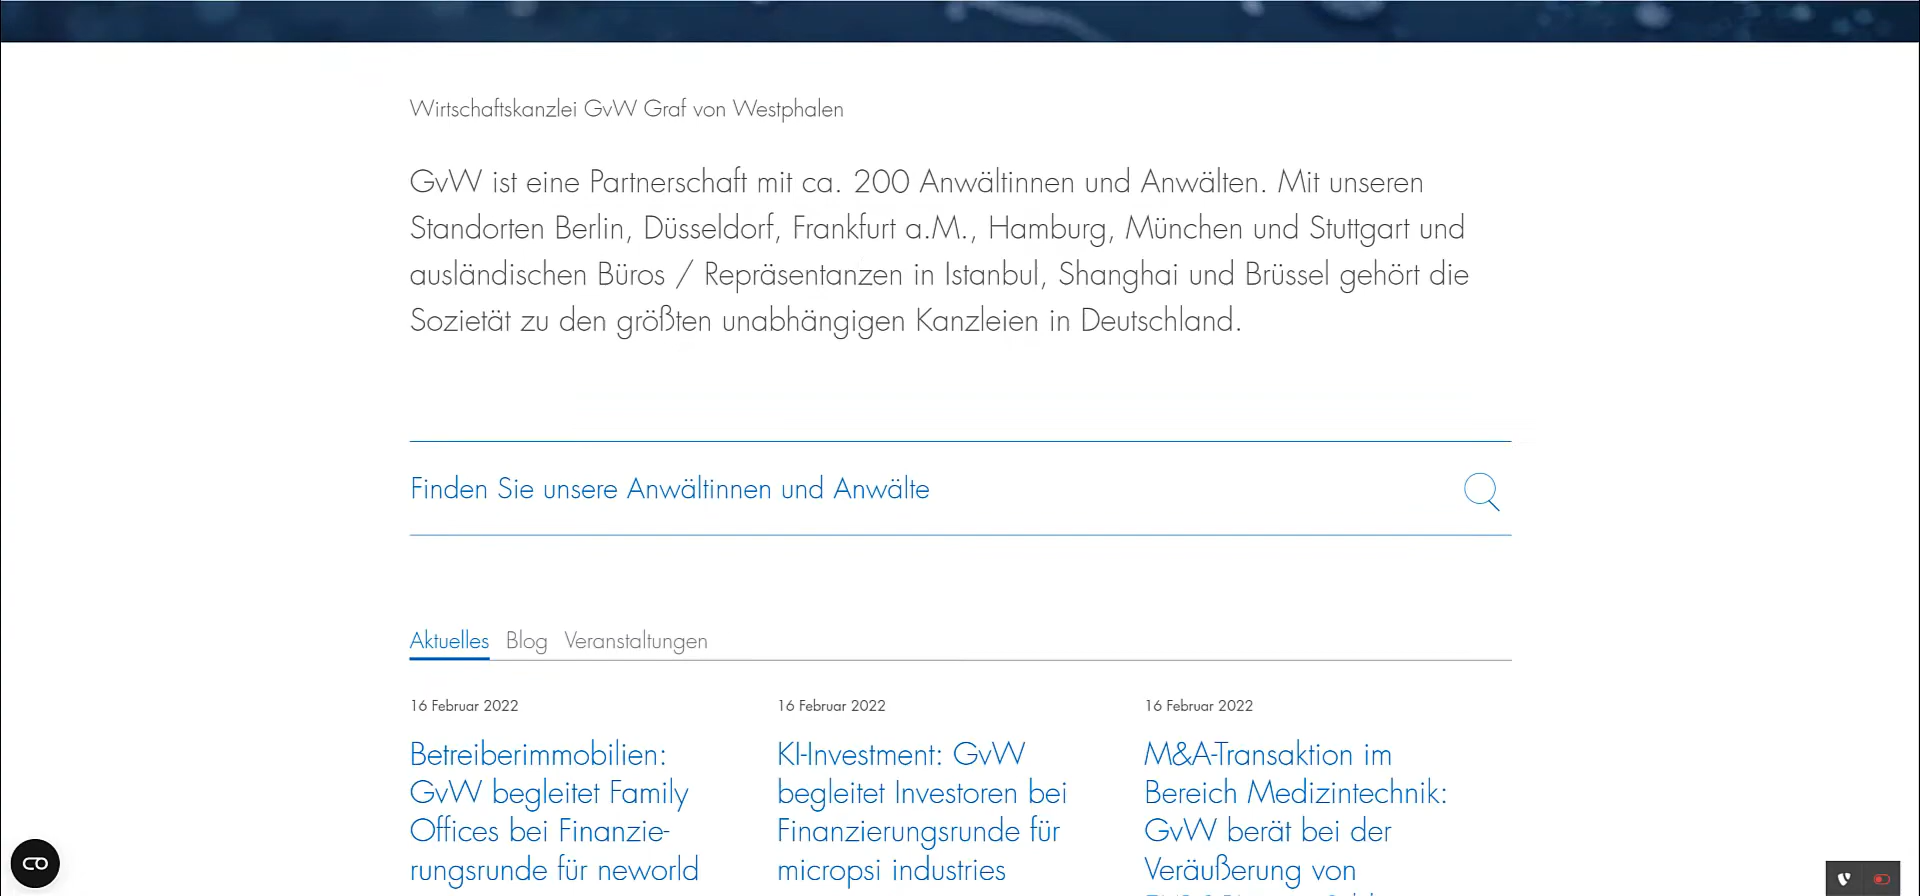 Wirtschaftskanzlei GvW Graf von Westphalen
GvW ist eine Partnerschaft mit ca. 200 Anwältinnen und Anwälten. Mit unseren
Standorten Berlin, Düsseldorf, Frankfurt a.M., Hamburg, München und Stuttgart und
ausländischen Büros / Repräsentanzen in Istanbul, Shanghai und Brüssel gehört die
Sozietät zu den größten unabhängigen Kanzleien in Deutschland.
Finden Sie unsere Anwältinnen und Anwälte
Aktuelles Blog Veranstaltungen
16 Februar 2022
Betreiberimmobilien:
GvW begleitet Family
Offices bei Finanzie-
rungsrunde für neworld
16 Februar 2022
KI-Investment: GvW
begleitet Investoren bei
Finanzierungsrunde für
micropsi industries
16 Februar 2022
M&A-Transaktion im
Bereich Medizintechnik:
GvW berät bei der
Veräußerung von